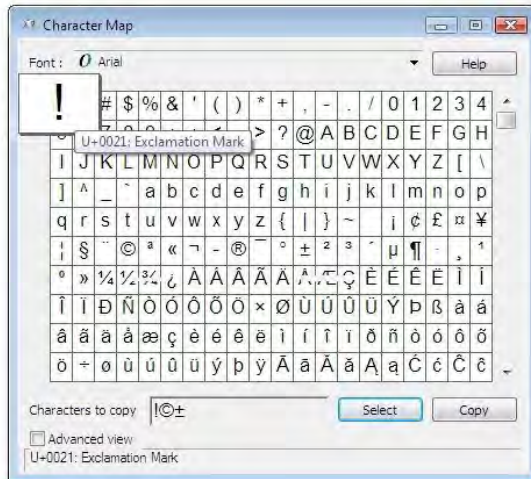 Character Map
Font : O Arial Help
! # $ % & ' ( ) * + , - . / 0 1 2 3 4
> ? @ A B C D E F G H
U+0021: Exclamation Mark
I J K L M N O P Q R S T U V W X Y Z [ \
] ^ _ ` a b c d e f g h i j k l m n o p
q r s t u v w x y z { | } ~ ¡ ¢ £ ¤ ¥
¦ § ¨ © ª « ¬ - ® ¯ ° ± ² ³ ´ µ ¶ · ¸ ¹
º » ¼ ½ ¾ ¿ À Á Â Ã Ä Å Æ Ç È É Ê Ë Ì Í
Î Ï Ð Ñ Ò Ó Ô Õ Ö × Ø Ù Ú Û Ü Ý Þ ß à á
â ã ä å æ ç è é ê ë ì í î ï ð ñ ò ó ô õ
ö ÷ ø ù ú û ü ý þ ÿ Ā ā Ă ă Ą ą Ć ć Ĉ ĉ
Characters to copy !©± Select Copy
Advanced view
U+0021: Exclamation Mark